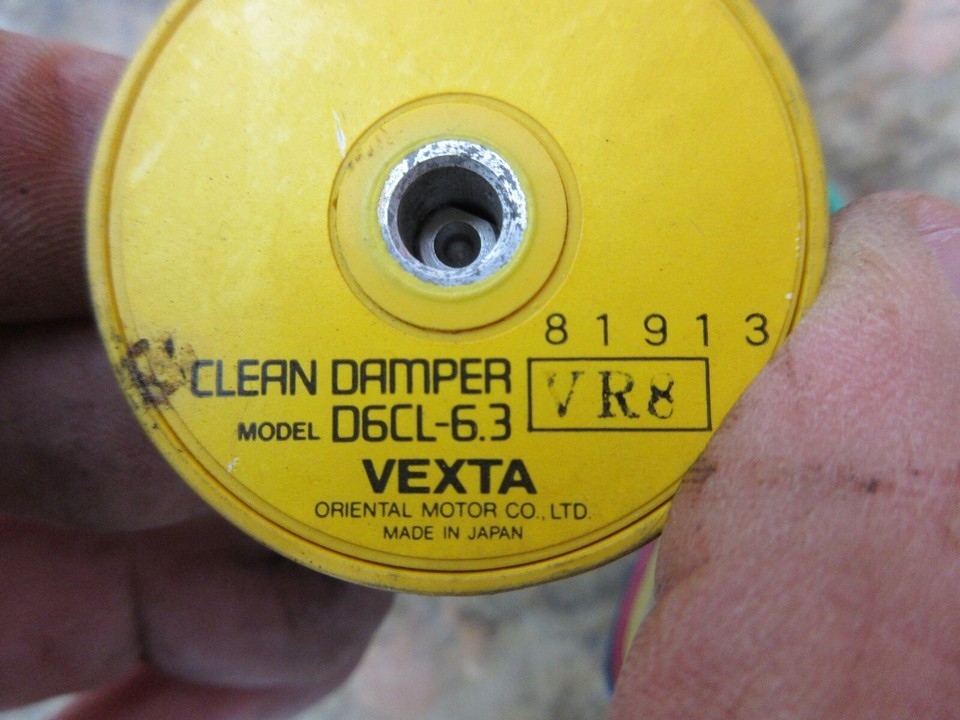 81913
CLEAN DAMPER VR8
MODEL D6CL-6.3
VEXTA
ORIENTAL MOTOR CO., LTD.
MADE IN JAPAN